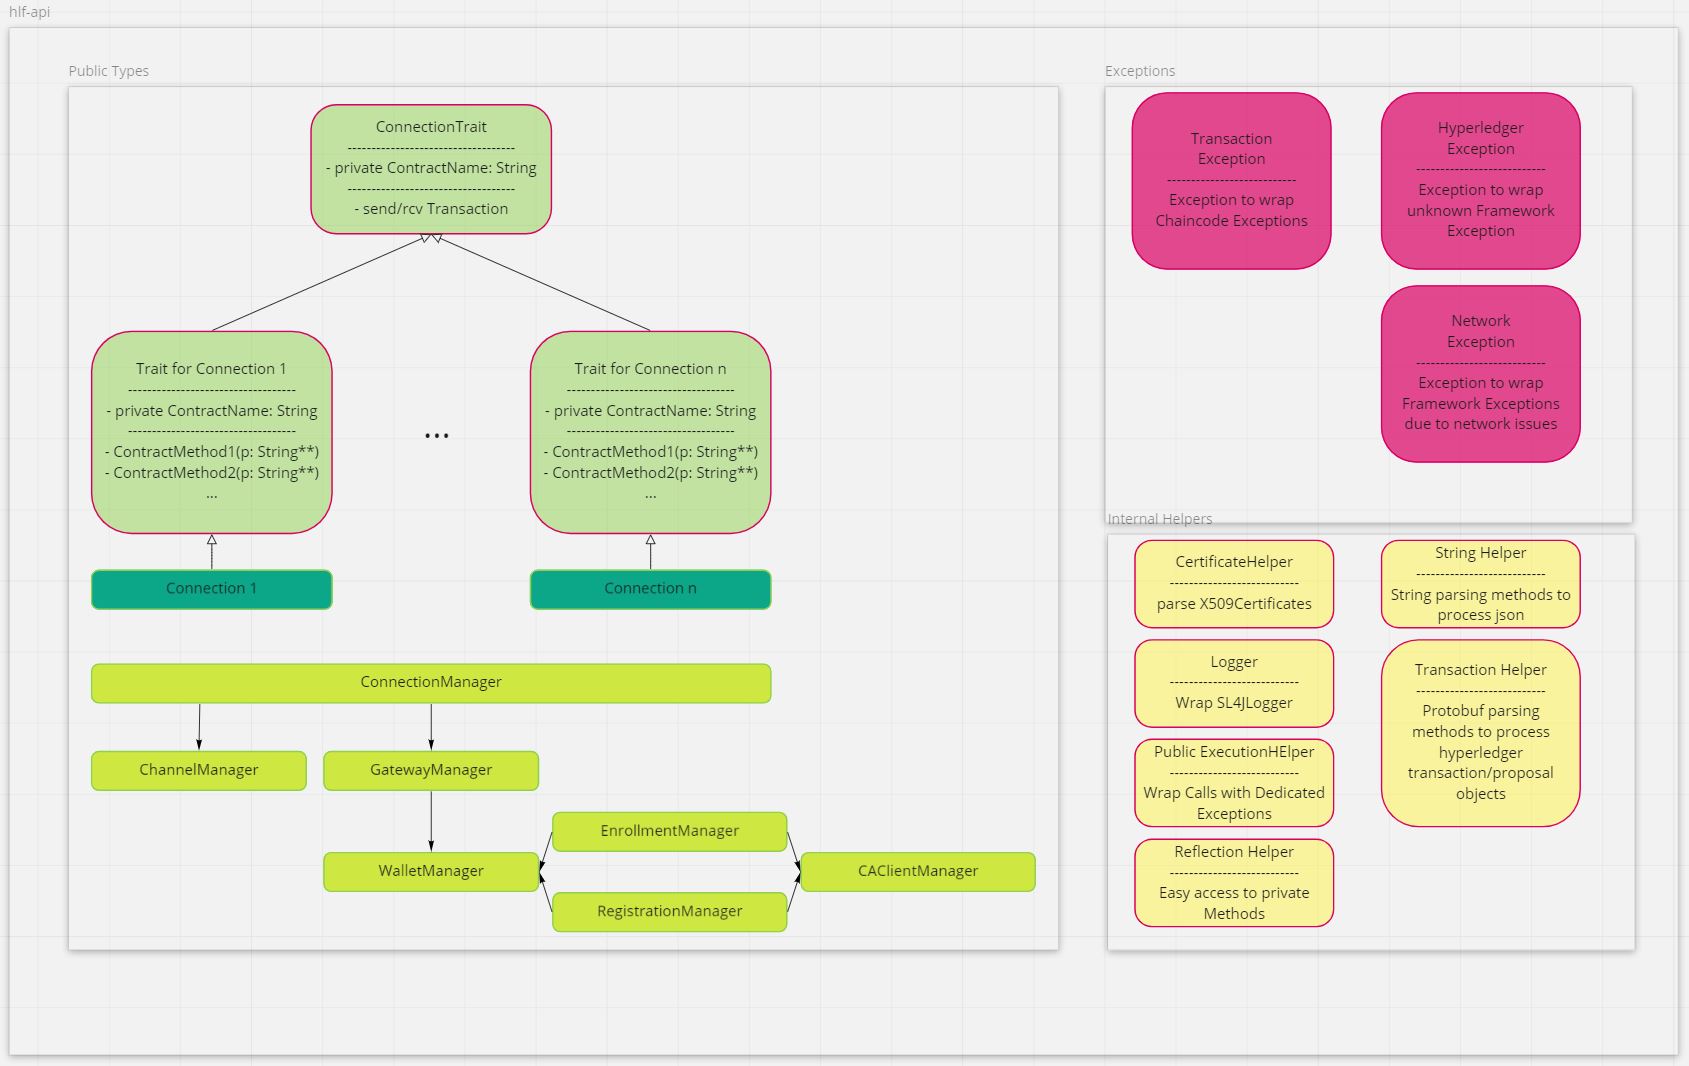 hlf-api
Public Types
ConnectionTrait
-----------------------------------
- private ContractName: String
-----------------------------------
- send/rcv Transaction
Trait for Connection 1
-----------------------------------
- private ContractName: String
-----------------------------------
- ContractMethod1(p: String**)
- ContractMethod2(p: String**)
...
...
Trait for Connection n
-----------------------------------
- private ContractName: String
-----------------------------------
- ContractMethod1(p: String**)
- ContractMethod2(p: String**)
...
Connection 1
Connection n
ConnectionManager
ChannelManager
GatewayManager
EnrollmentManager
WalletManager
CAClientManager
RegistrationManager
Exceptions
Transaction
Exception
---------------------------
Exception to wrap
Chaincode Exceptions
Hyperledger
Exception
---------------------------
Exception to wrap
unknown Framework
Exception
Network
Exception
---------------------------
Exception to wrap
Framework Exceptions
due to network issues
Internal Helpers
CertificateHelper
---------------------------
parse X509Certificates
String Helper
---------------------------
String parsing methods to
process json
Logger
---------------------------
Wrap SL4JLogger
Transaction Helper
---------------------------
Protobuf parsing
methods to process
hyperledger
transaction/proposal
objects
Public ExecutionHElper
---------------------------
Wrap Calls with Dedicated
Exceptions
Reflection Helper
---------------------------
Easy access to private
Methods